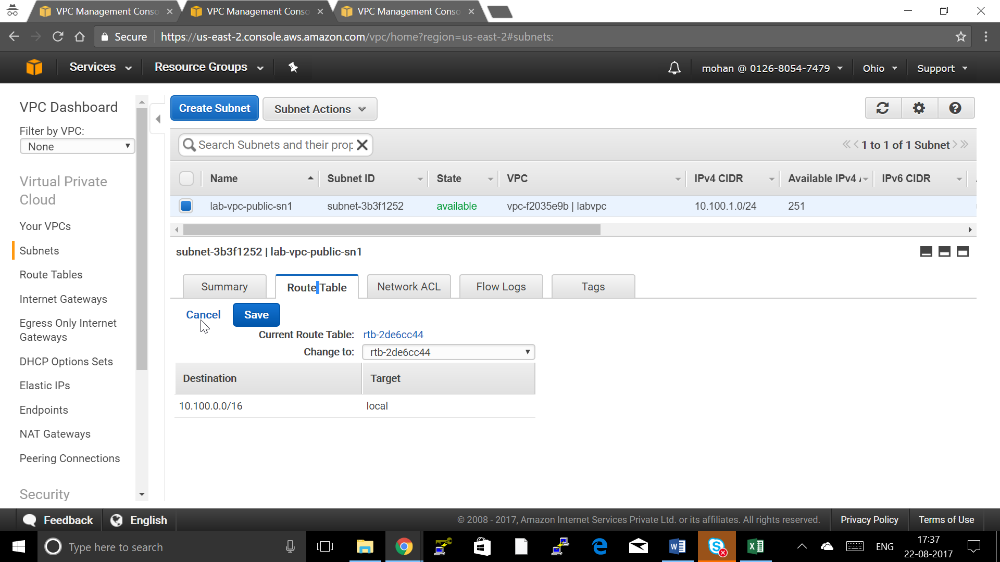 VPC Management Conso
VPC Management Conso
VPC Management Conso
Secure
https://us-east-2.console.aws.amazon.com/vpc/home?region=us-east-2#subnets:
Services
Resource Groups
mohan @ 0126-8054-7479
Ohio
Support
VPC Dashboard
Filter by VPC:
None
Virtual Private
Cloud
Your VPCs
Subnets
Route Tables
Internet Gateways
Egress Only Internet
Gateways
DHCP Options Sets
Elastic IPs
Endpoints
NAT Gateways
Peering Connections
Security
Create Subnet
Subnet Actions
Search Subnets and their prop
1 to 1 of 1 Subnet
Name Subnet ID State VPC IPv4 CIDR Available IPv4 IPv6 CIDR
lab-vpc-public-sn1 subnet-3b3f1252 available vpc-f2035e9b | labvpc 10.100.1.0/24 251
subnet-3b3f1252 | lab-vpc-public-sn1
Summary Route Table Network ACL Flow Logs Tags
Cancel Save
Current Route Table: rtb-2de6cc44
Change to: rtb-2de6cc44
Destination Target
10.100.0.0/16 local
Feedback
English
© 2008 - 2017, Amazon Internet Services Private Ltd. or its affiliates. All rights reserved.
Privacy Policy
Terms of Use
Type here to search
ENG
17:37
22-08-2017